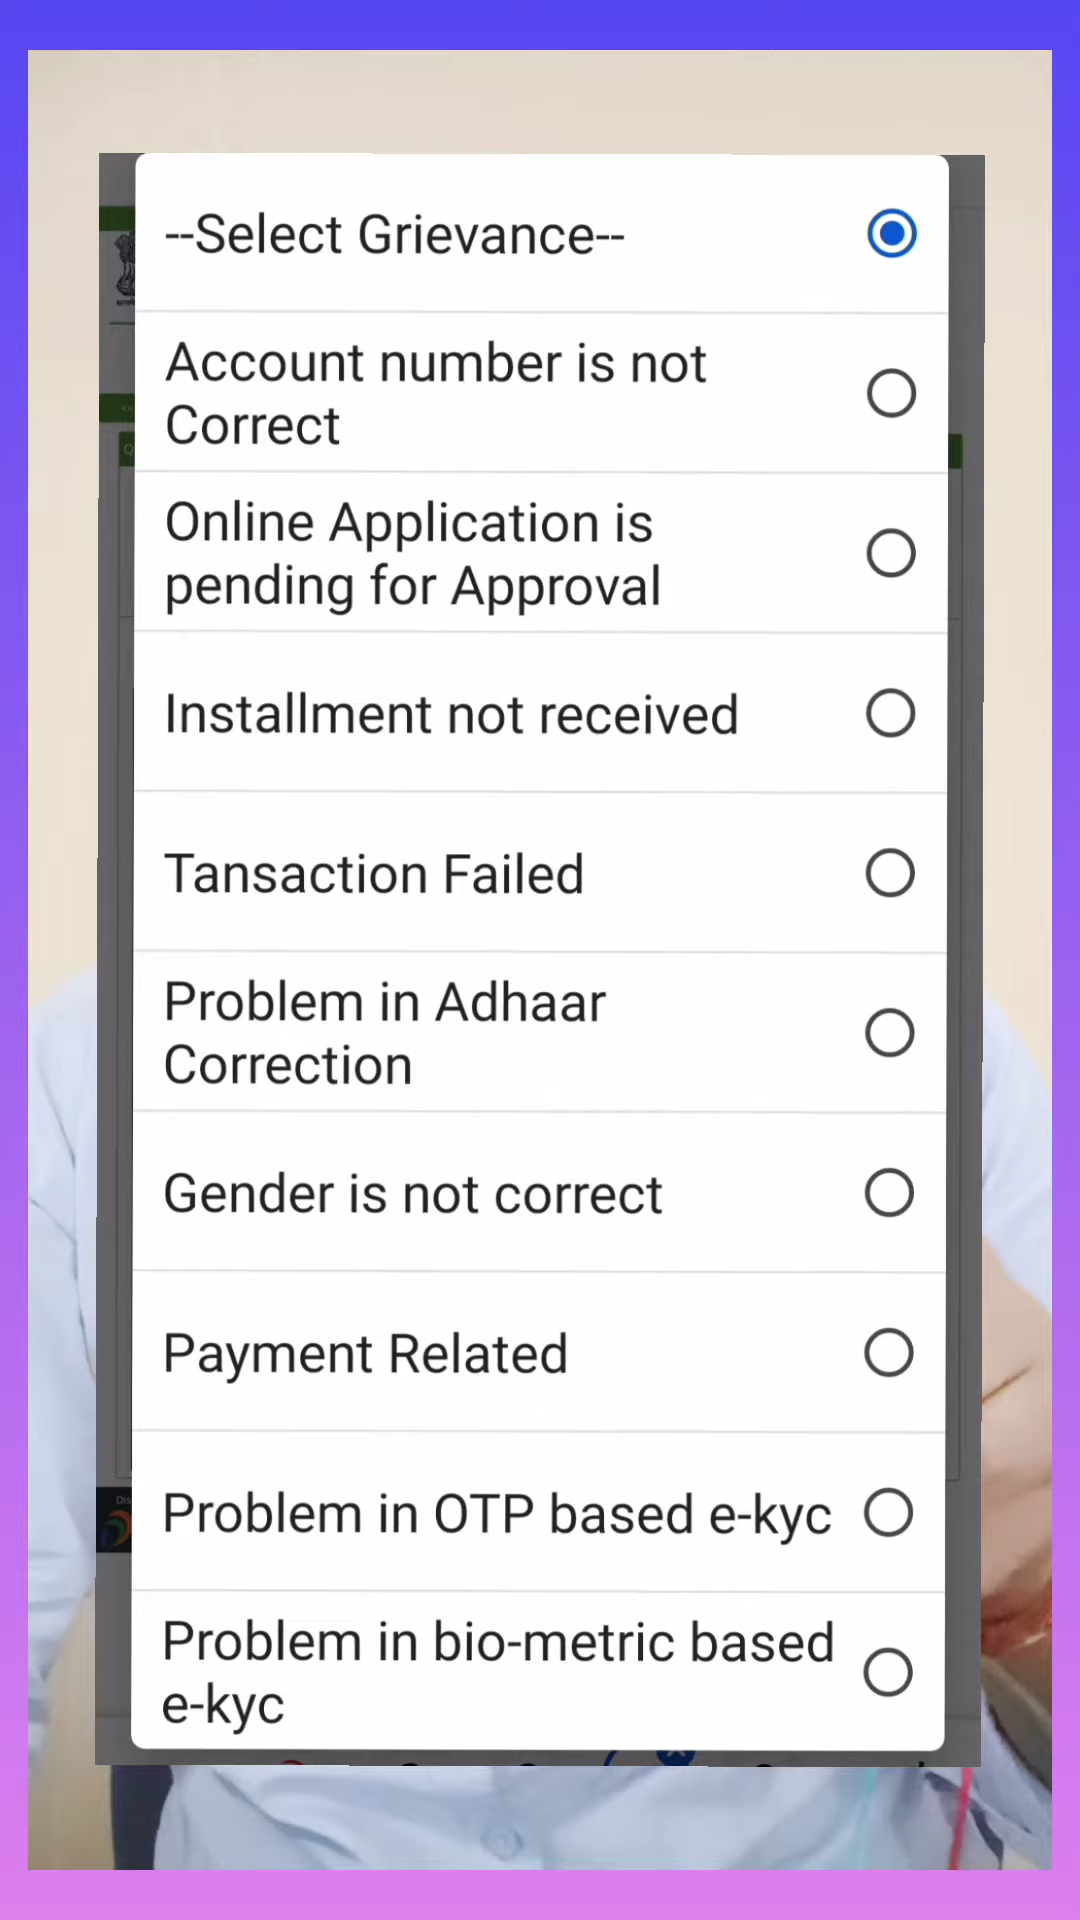 --Select Grievance--
Account number is not
Correct
Online Application is
pending for Approval
Installment not received
Tansaction Failed
Problem in Adhaar
Correction
Gender is not correct
Payment Related
Problem in OTP based e-kyc
Problem in bio-metric based
e-kyc